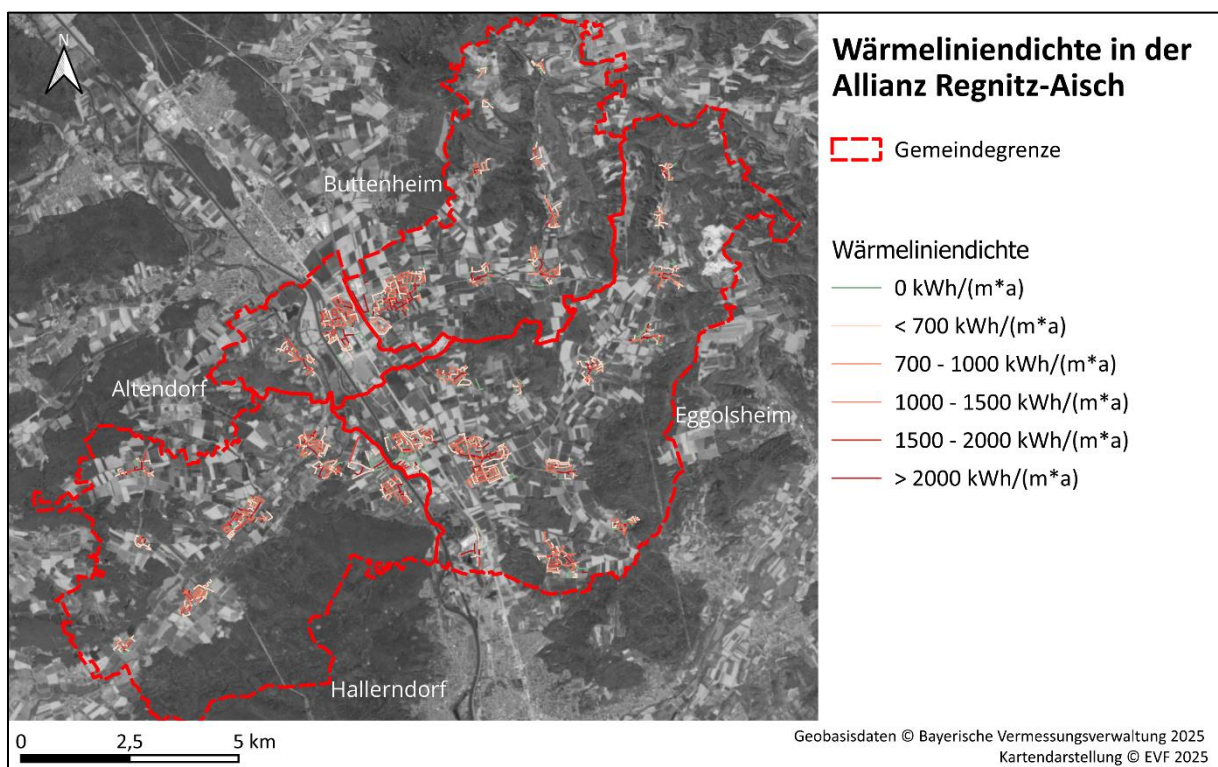 Wärmeliniendichte in der
Allianz Regnitz-Aisch
Gemeindegrenze
Wärmeliniendichte
0 kWh/(m*a)
< 700 kWh/(m*a)
700 - 1000 kWh/(m*a)
1000 - 1500 kWh/(m*a)
1500 - 2000 kWh/(m*a)
> 2000 kWh/(m*a)
N
Buttenheim
Altendorf
Eggolsheim
Hallerndorf
0 2,5 5 km
Geobasisdaten © Bayerische Vermessungsverwaltung 2025
Kartendarstellung © EVF 2025